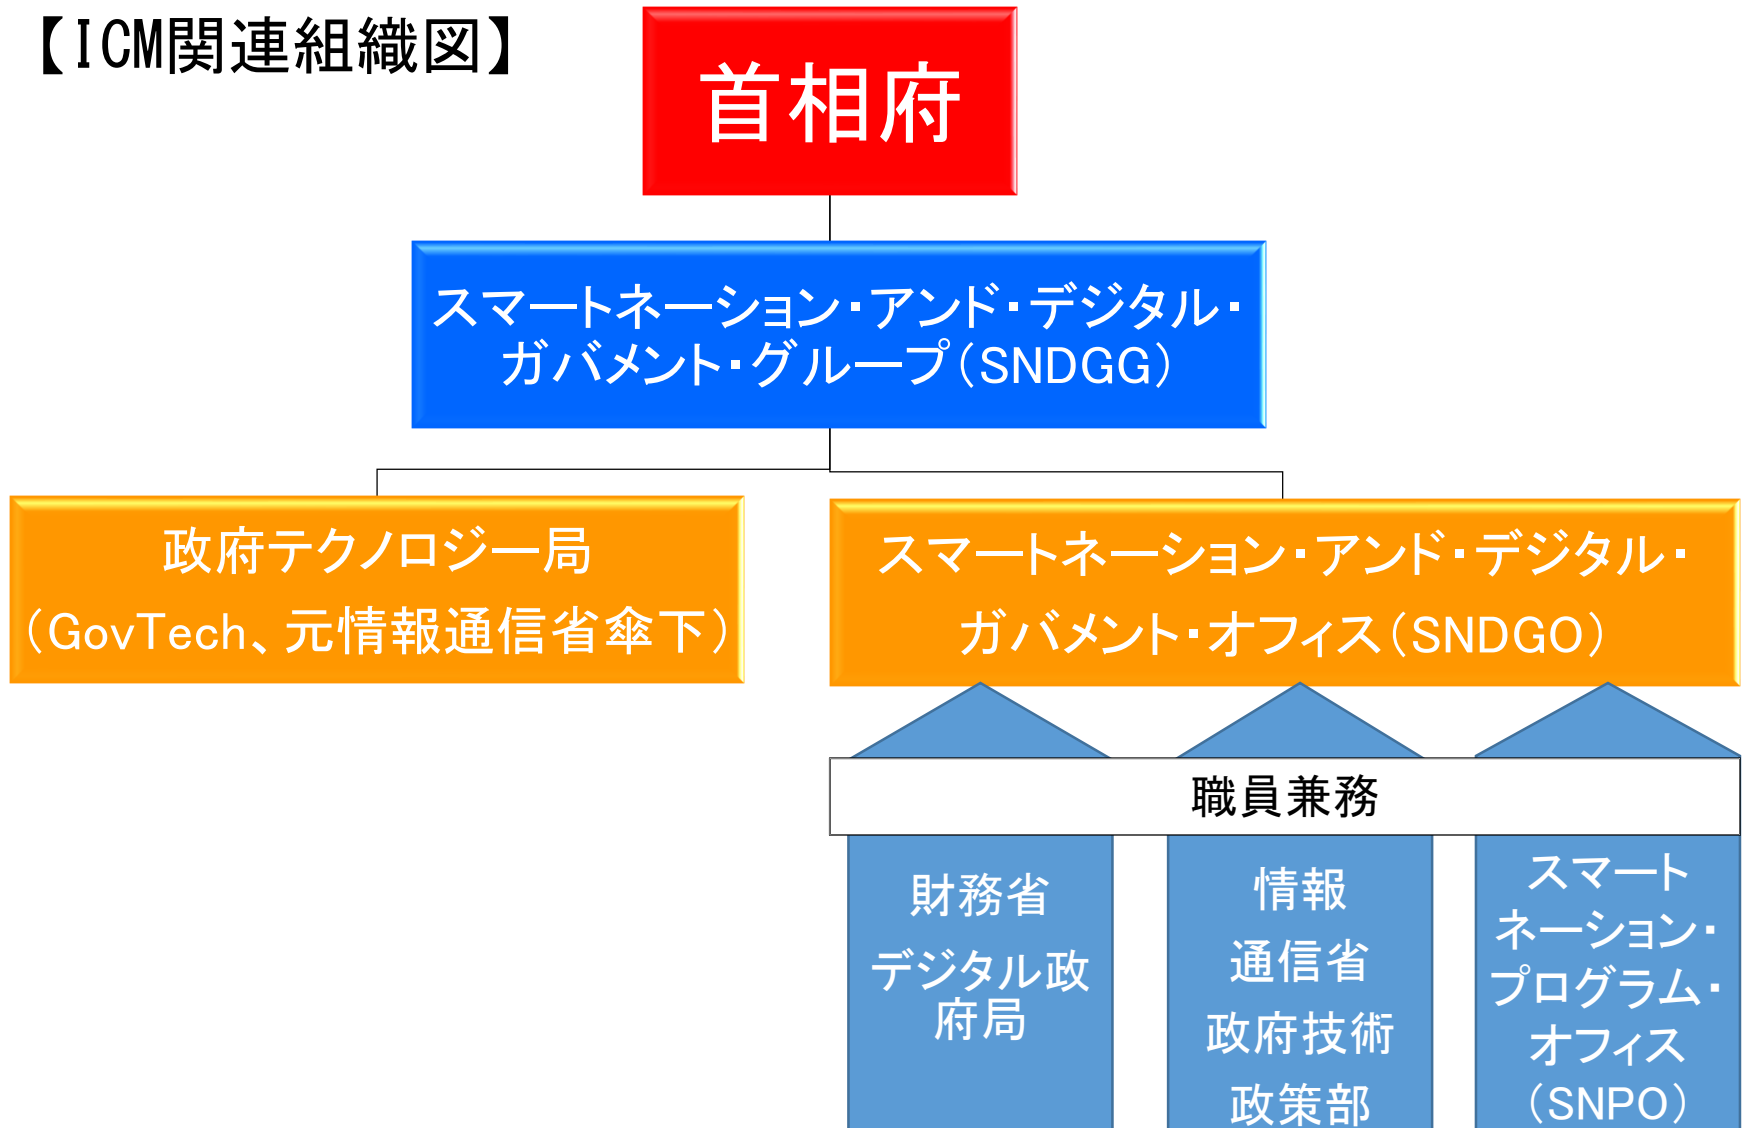 【ICM関連組織図】
首相府
スマートネーション・アンド・デジタル・
ガバメント・グループ（SNDGG）
政府テクノロジー局
（GovTech、元情報通信省傘下）
スマートネーション・アンド・デジタル・
ガバメント・オフィス（SNDGO）
職員兼務
財務省
デジタル政
府局
情報
通信省
政府技術
政策部
スマート
ネーション・
プログラム・
オフィス
（SNPO）